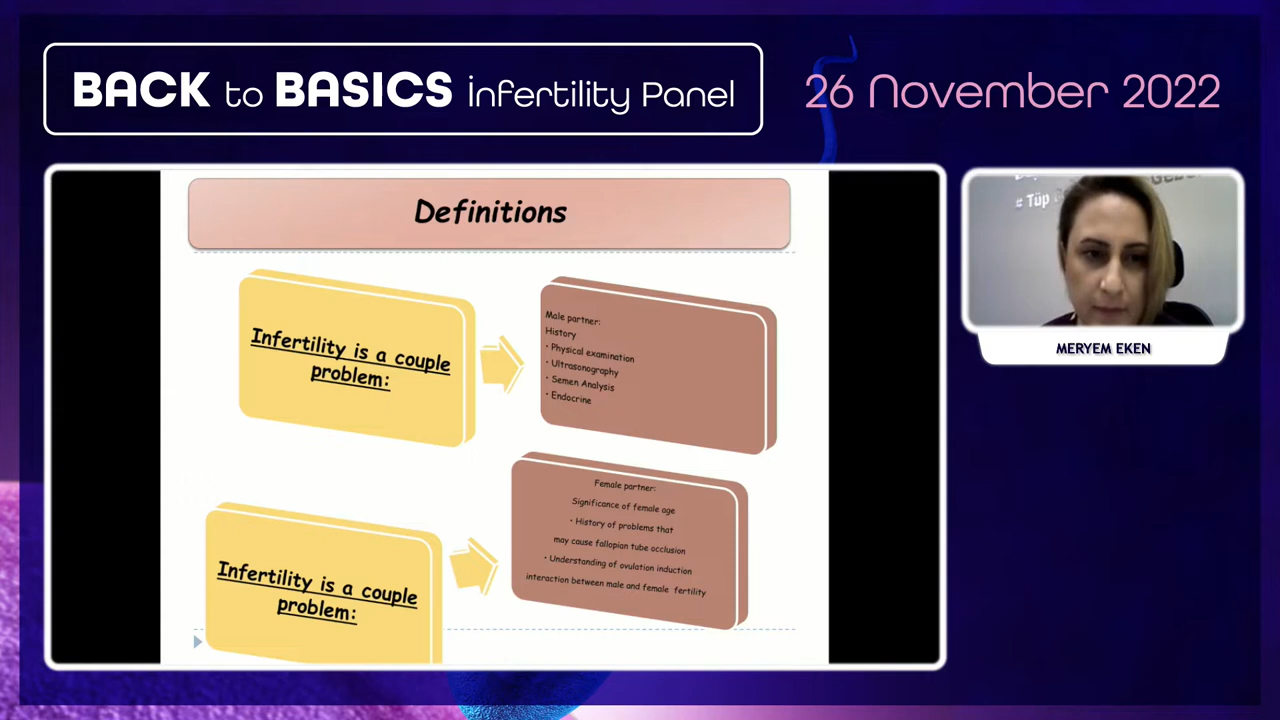 BACK to BASICS infertility Panel
26 November 2022
Definitions
Infertility is a couple
problem:
Male partner:
History
• Physical examination
• Ultrasonography
• Semen Analysis
• Endocrine
Infertility is a couple
problem:
Female partner:
Significance of female age
• History of problems that
may cause fallopian tube occlusion
• Understanding of ovulation induction
interaction between male and female fertility
# Tüp
MERYEM EKEN